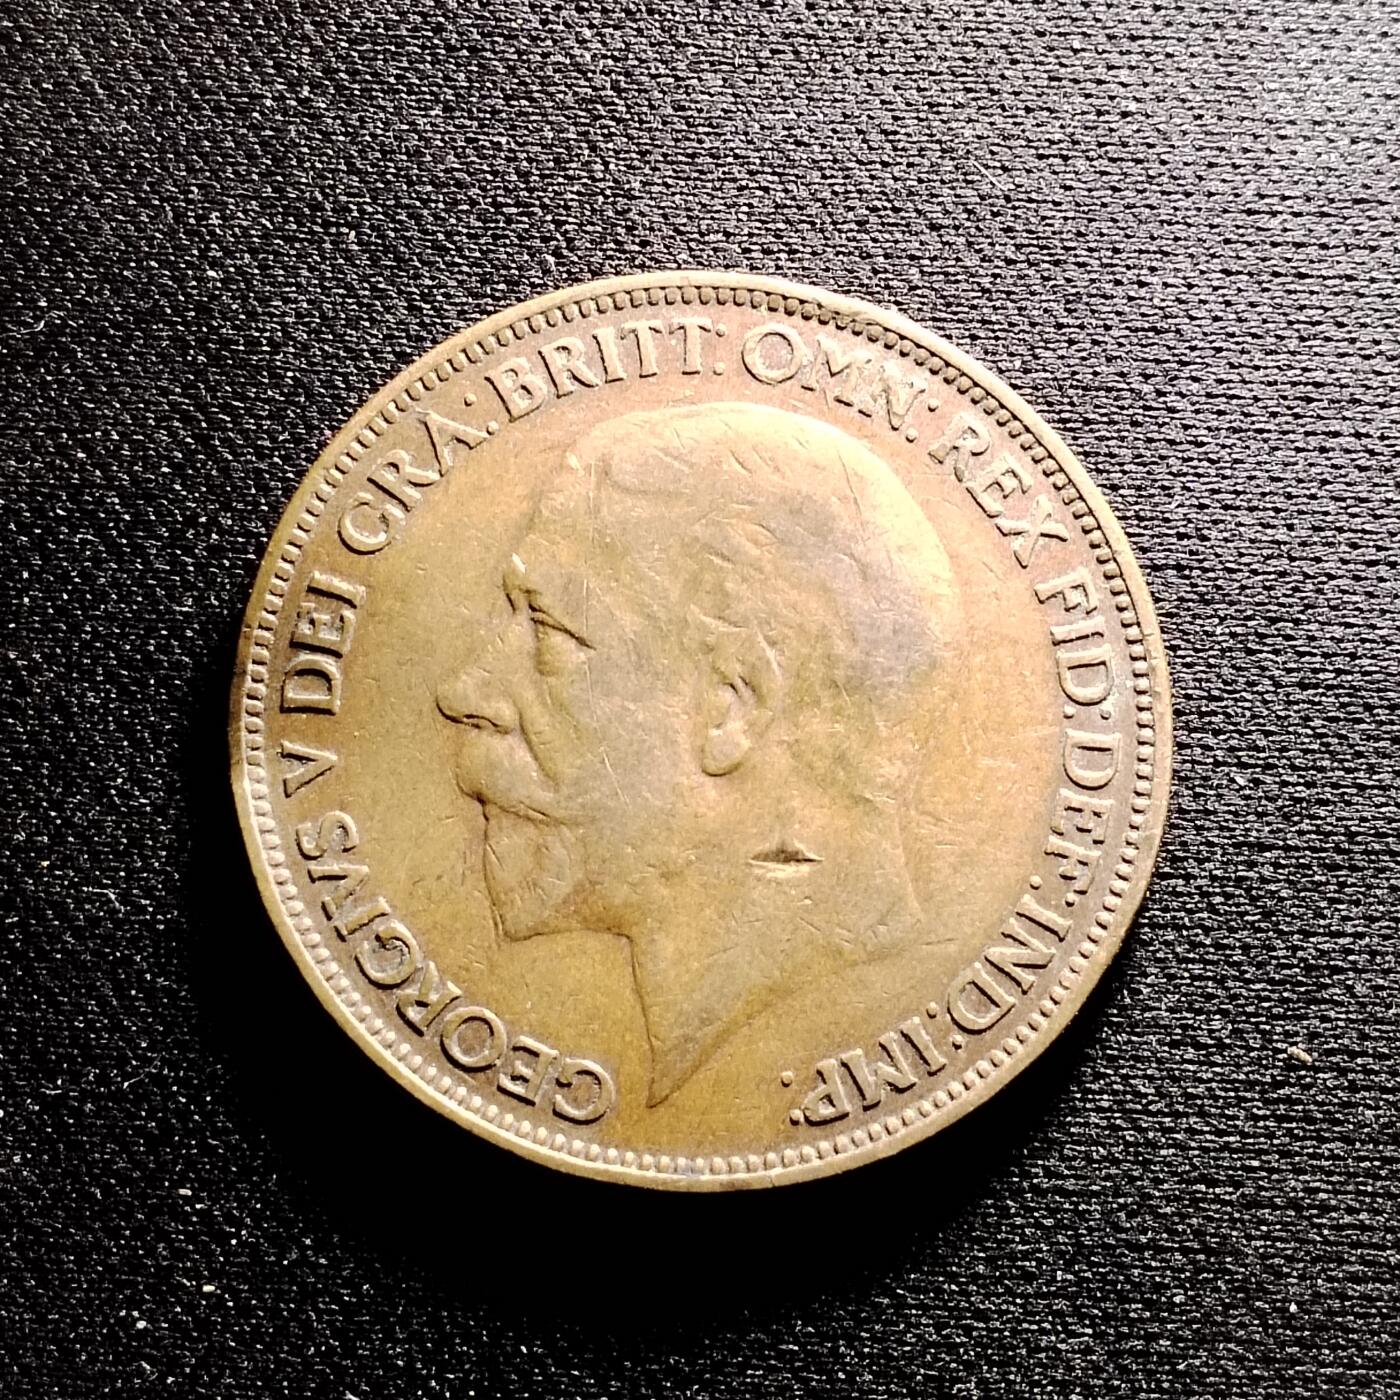 GEORGIVS V DEI GRA: BRITT: OMN: REX FID: DEF: IND: IMP: